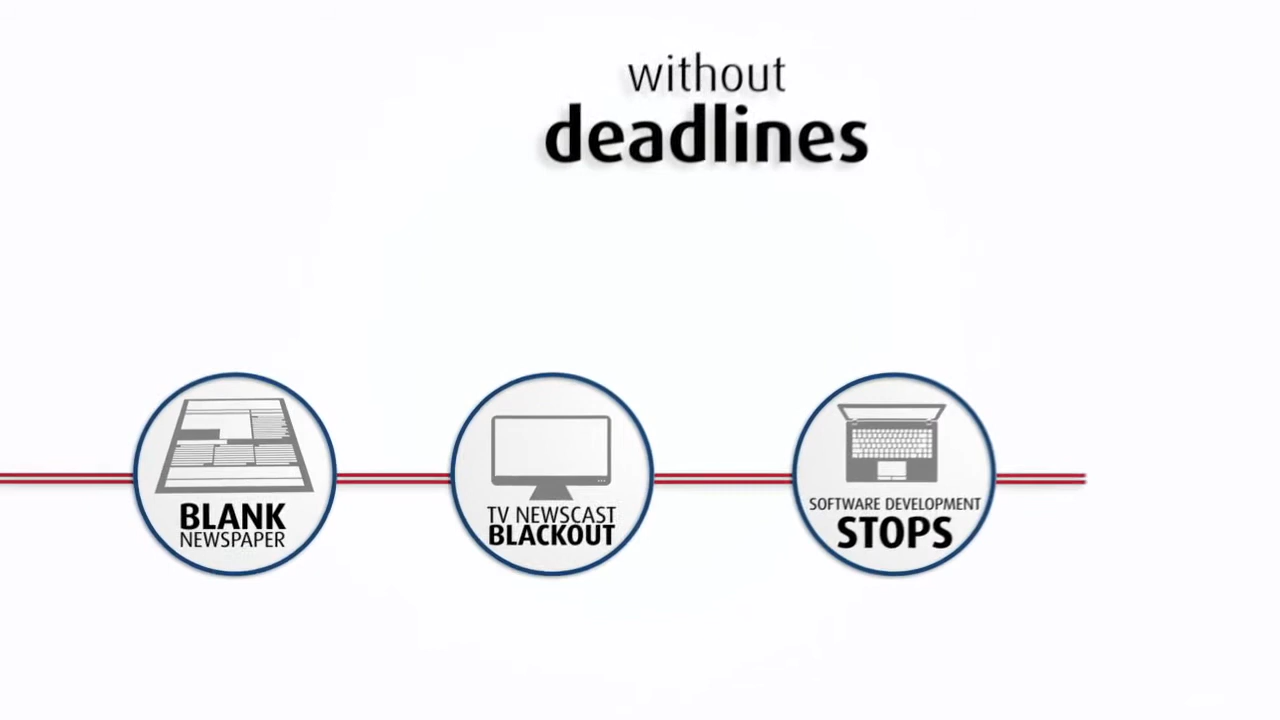 without
deadlines
BLANK
NEWSPAPER
TV NEWSCAST
BLACKOUT
SOFTWARE DEVELOPMENT
STOPS